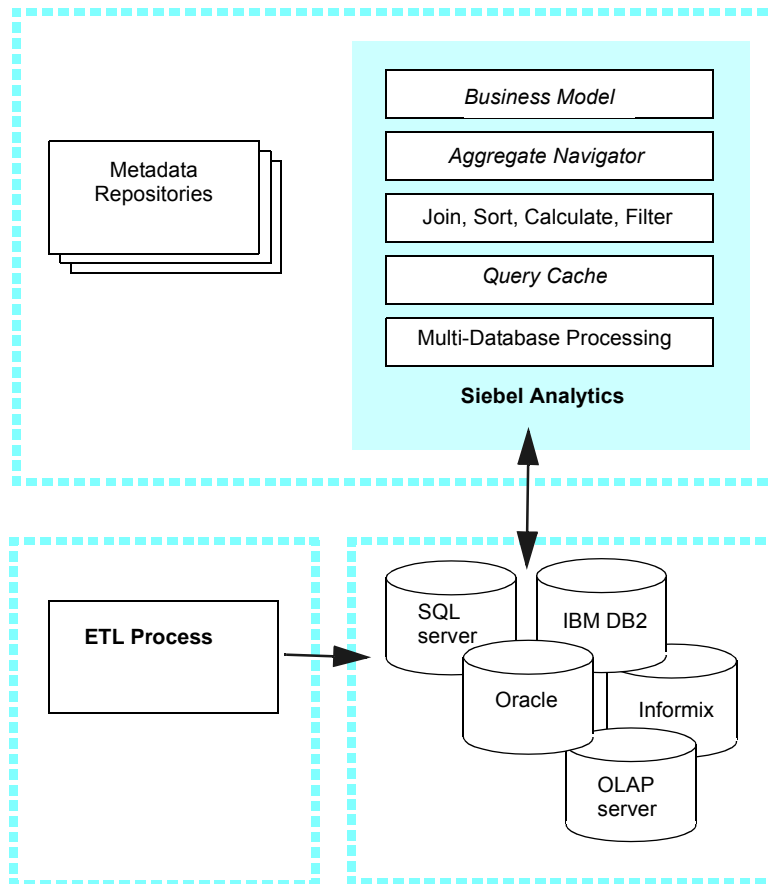 Business Model
Metadata
Repositories
Aggregate Navigator
Join, Sort, Calculate, Filter
Query Cache
Multi-Database Processing
Siebel Analytics
ETL Process
SQL
server
IBM DB2
Oracle
Informix
OLAP
server